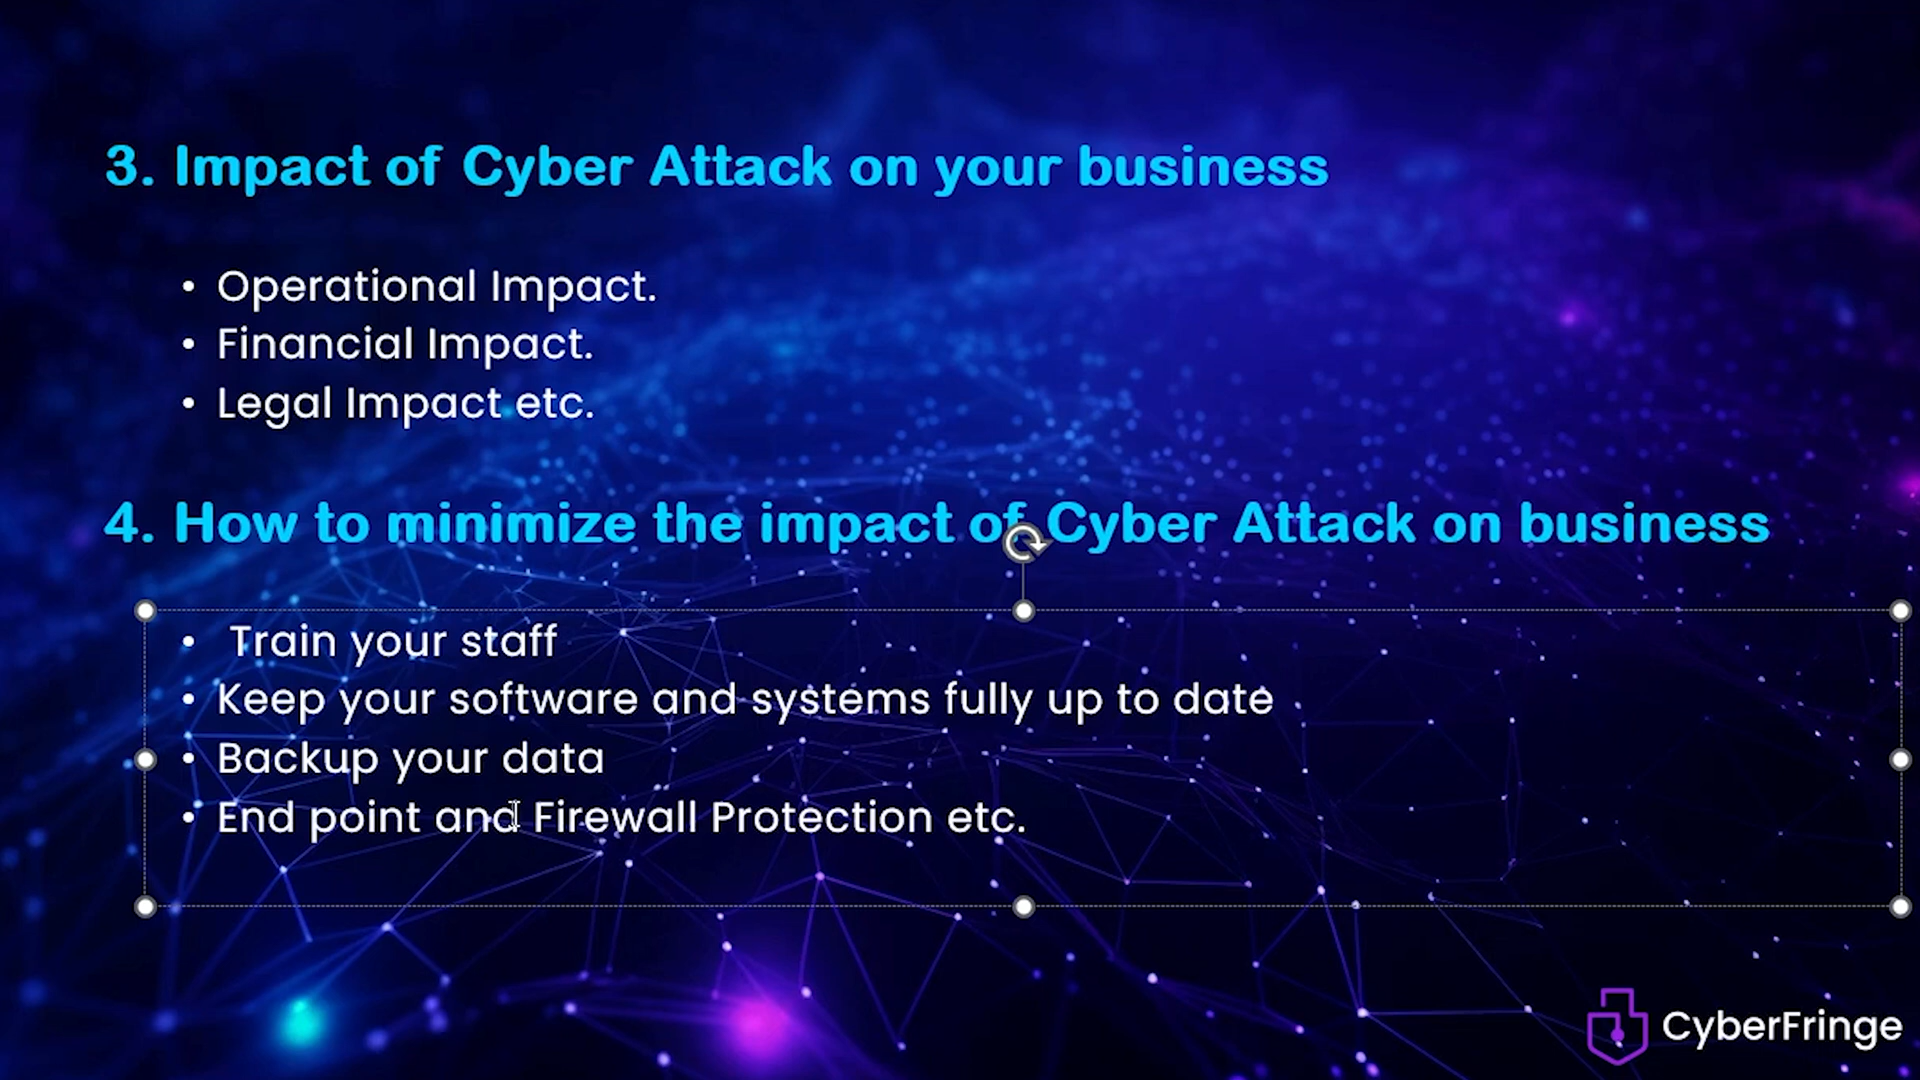 3. Impact of Cyber Attack on your business
• Operational Impact.
• Financial Impact.
• Legal Impact etc.
4. How to minimize the impact of Cyber Attack on business
• Train your staff
• Keep your software and systems fully up to date
• Backup your data
• End point and Firewall Protection etc.
CyberFringe